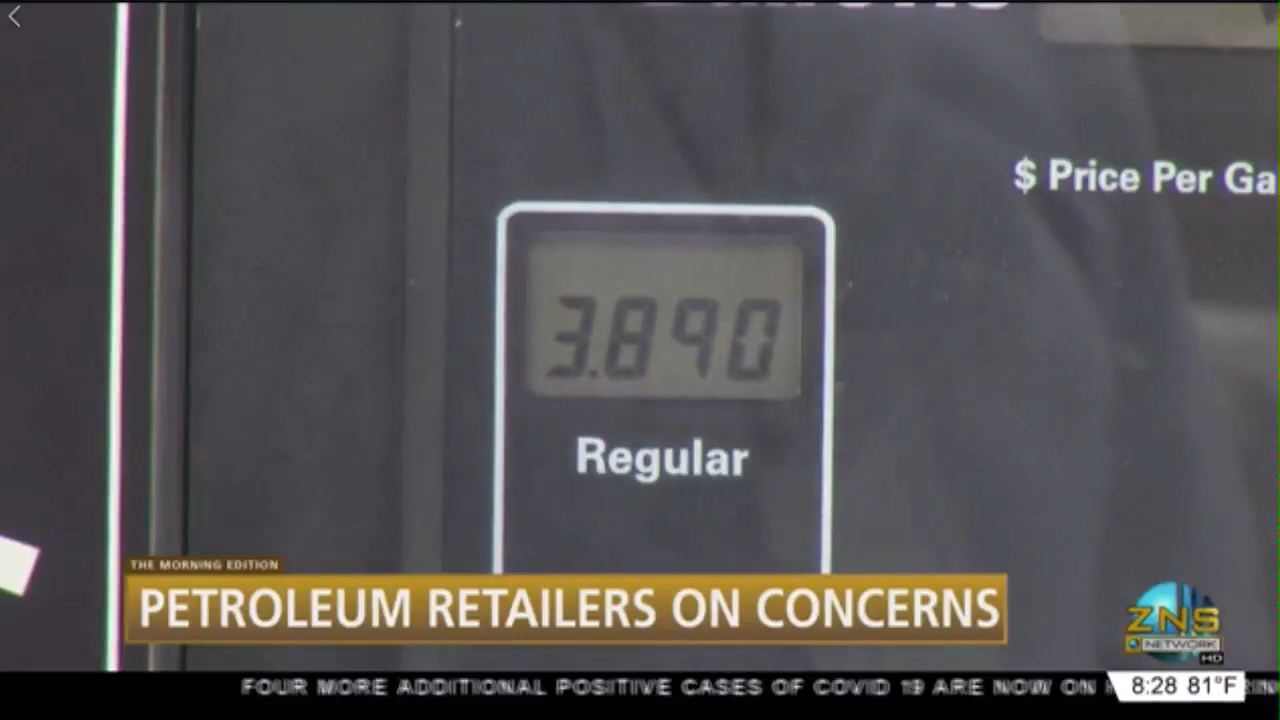 $ Price Per Ga
3.890
Regular
THE MORNING EDITION
PETROLEUM RETAILERS ON CONCERNS
ZNS
NETWORK
HD
FOUR MORE ADDITIONAL POSITIVE CASES OF COVID 19 ARE NOW ON
8:28 81°F